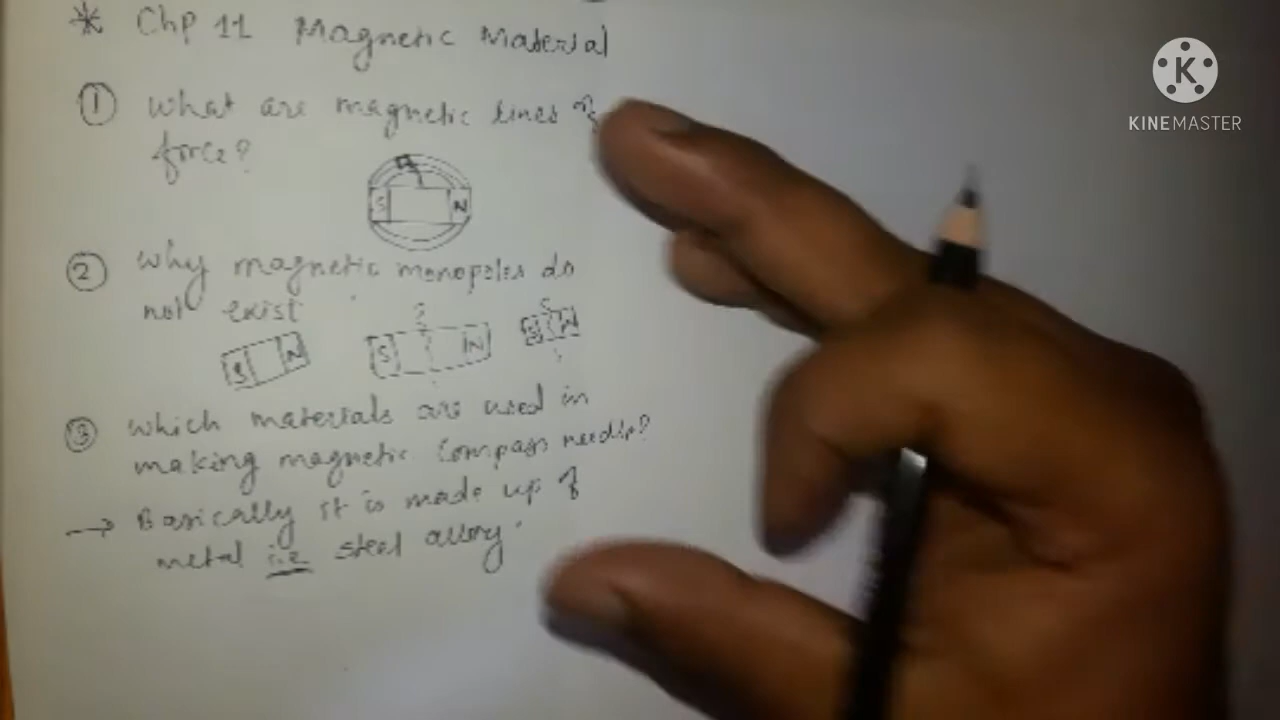 * Chp 11 Magnetic Material
① What are magnetic lines of
force?
S N
② Why magnetic monopoles do
not exist
S N S N S N
③ Which materials are used in
making magnetic compass needle?
→ Basically it is made up of
metal i.e steel alloy.
K
KINEMASTER